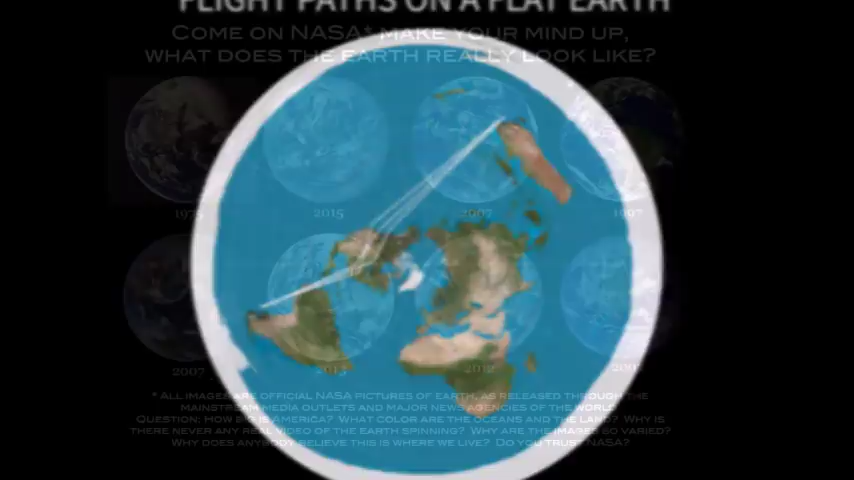 FLIGHT PATHS ON A FLAT EARTH
COME ON NASA* MAKE YOUR MIND UP,
WHAT DOES THE EARTH REALLY LOOK LIKE?
1975 2015 2007 1997
2007 2013 2012 2007
* ALL IMAGES ARE OFFICIAL NASA PICTURES OF EARTH, AS RELEASED THROUGH THE
MAINSTREAM MEDIA OUTLETS AND MAJOR NEWS AGENCIES OF THE WORLD
QUESTION: HOW BIG IS AMERICA? WHAT COLOR ARE THE OCEANS AND THE LAND? WHY IS
THERE NEVER ANY REAL VIDEO OF THE EARTH SPINNING? WHY ARE THE IMAGES SO VARIED?
WHY DOES ANYBODY BELIEVE THIS IS WHERE WE LIVE? DO YOU TRUST NASA?